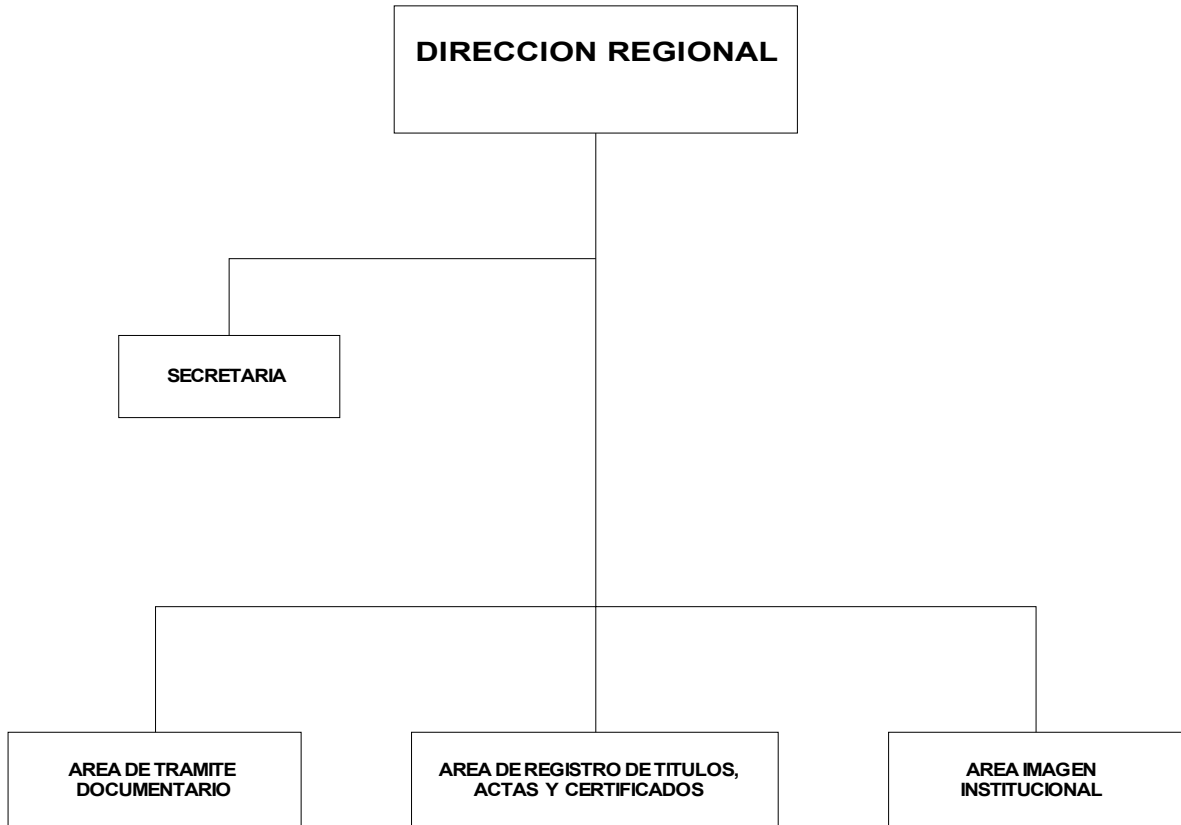 DIRECCION REGIONAL
SECRETARIA
AREA DE TRAMITE
DOCUMENTARIO
AREA DE REGISTRO DE TITULOS,
ACTAS Y CERTIFICADOS
AREA IMAGEN
INSTITUCIONAL